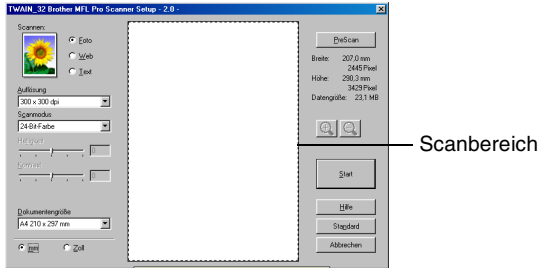 TWAIN_32 Brother MFL Pro Scanner Setup - 2.0 -
Scannen:
Foto
Web
Text
Auflösung
300 x 300 dpi
Scanmodus
24-Bit-Farbe
Helligkeit
0
Kontrast
0
Dokumentengröße
A4 210 x 297 mm
mm
Zoll
PreScan
Breite: 207,0 mm
2445 Pixel
Höhe: 290,3 mm
3429 Pixel
Datengröße: 23,1 MB
Start
Hilfe
Standard
Abbrechen
Scanbereich